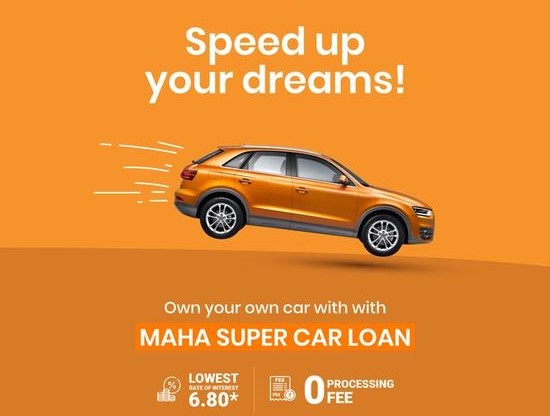 Speed up
your dreams!
Own your own car with with
MAHA SUPER CAR LOAN
LOWEST
RATE OF INTEREST
6.80*
FEE
0 PROCESSING
FEE